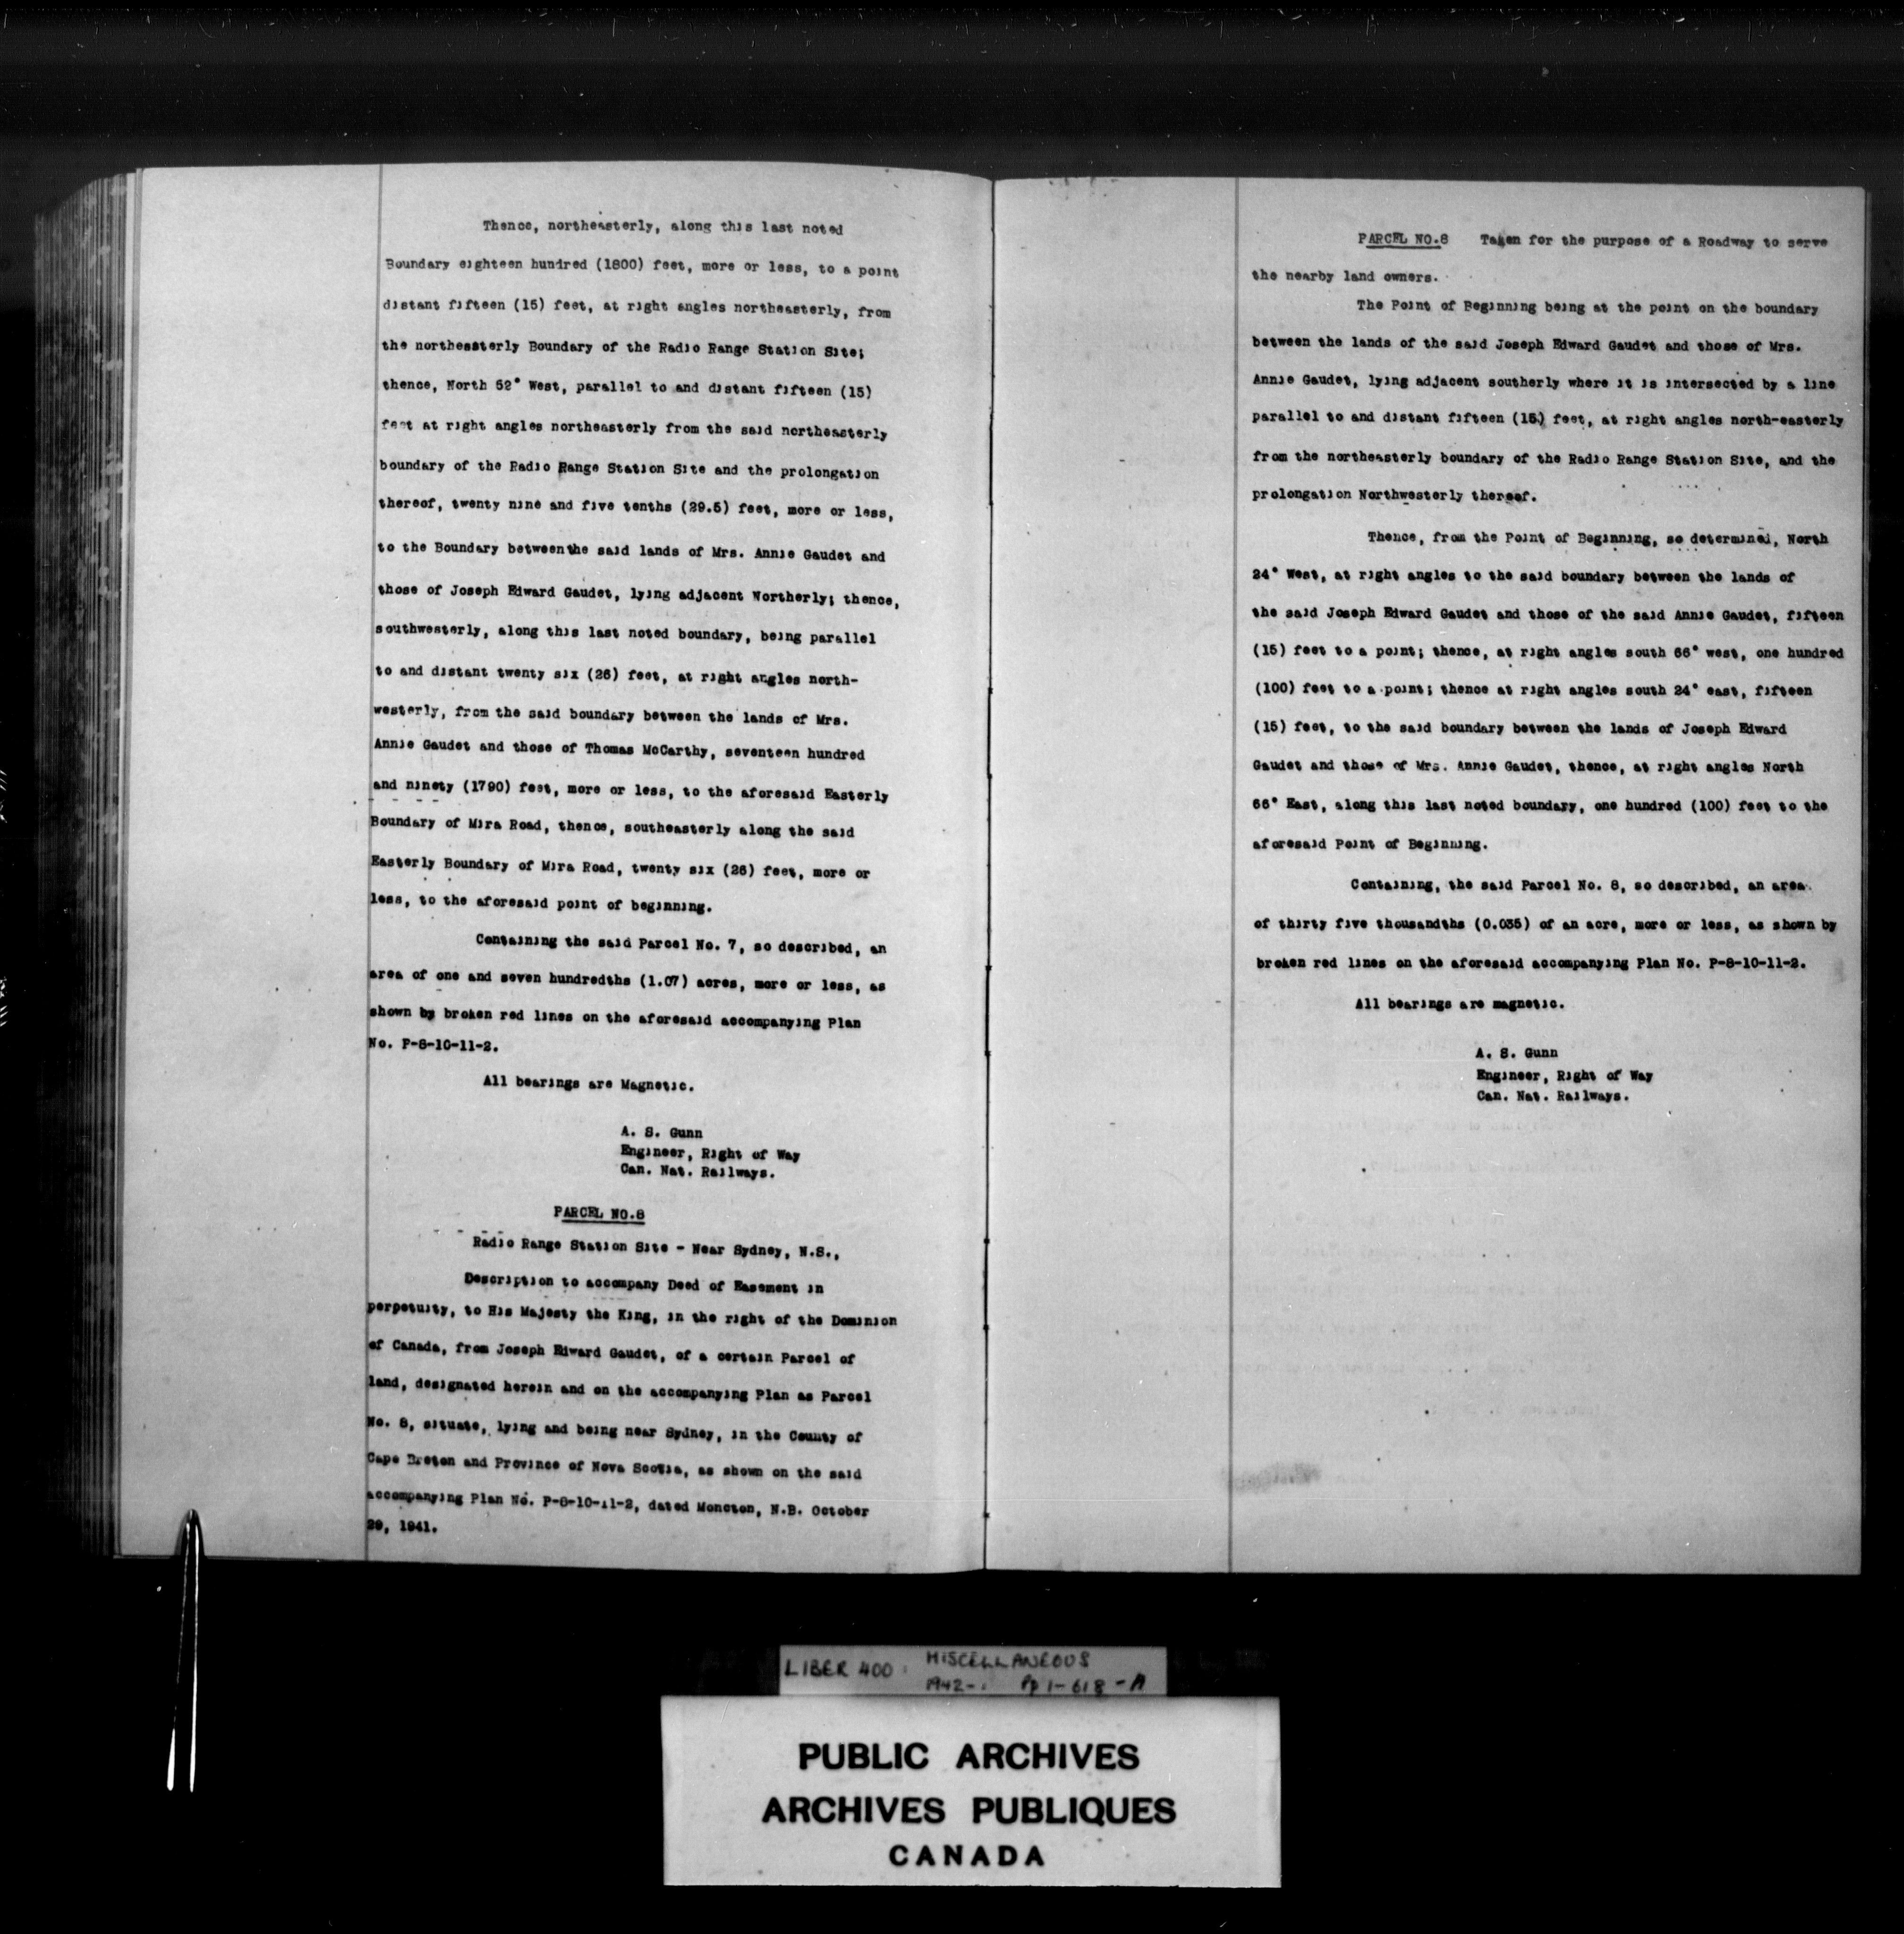 Thence, northeasterly, along this last noted
Boundary eighteen hundred (1800) feet, more or less, to a point
distant fifteen (15) feet, at right angles northeasterly, from
the northeasterly Boundary of the Radio Range Station Site;
thence, North 52° West, parallel to and distant fifteen (15)
feet at right angles northeasterly from the said northeasterly
boundary of the Radio Range Station Site and the prolongation
thereof, twenty nine and five tenths (29.5) feet, more or less,
to the Boundary betweenthe said lands of Mrs. Annie Gaudet and
those of Joseph Edward Gaudet, lying adjacent Northerly; thence,
southwesterly, along this last noted boundary, being parallel
to and distant twenty six (26) feet, at right angles north-
westerly, from the said boundary between the lands of Mrs.
Annie Gaudet and those of Thomas McCarthy, seventeen hundred
and ninety (1790) feet, more or less, to the aforesaid Easterly
Boundary of Mira Road, thence, southeasterly along the said
Easterly Boundary of Mira Road, twenty six (26) feet, more or
less, to the aforesaid point of beginning.
Containing the said Parcel No. 7, so described, an
area of one and seven hundredths (1.07) acres, more or less, as
shown by broken red lines on the aforesaid accompanying Plan
No. P-8-10-11-2.
All bearings are Magnetic.
A. S. Gunn
Engineer, Right of Way
Can. Nat. Railways.
PARCEL NO.8
Radio Range Station Site - Near Sydney, N.S.,
Description to accompany Deed of Easement in
perpetuity, to His Majesty the King, in the right of the Dominion
of Canada, from Joseph Edward Gaudet, of a certain Parcel of
land, designated herein and on the accompanying Plan as Parcel
No. 8, situate, lying and being near Sydney, in the County of
Cape Breton and Province of Nova Scotia, as shown on the said
accompanying Plan No. P-8-10-11-2, dated Moncton, N.B. October
29, 1941.
PARCEL NO.8 Taken for the purpose of a Roadway to serve
the nearby land owners.
The Point of Beginning being at the point on the boundary
between the lands of the said Joseph Edward Gaudet and those of Mrs.
Annie Gaudet, lying adjacent southerly where it is intersected by a line
parallel to and distant fifteen (15) feet, at right angles north-easterly
from the northeasterly boundary of the Radio Range Station Site, and the
prolongation Northwesterly thereof.
Thence, from the Point of Beginning, so determined, North
24° West, at right angles to the said boundary between the lands of
the said Joseph Edward Gaudet and those of the said Annie Gaudet, fifteen
(15) feet to a point; thence, at right angles south 66° west, one hundred
(100) feet to a point; thence at right angles south 24° east, fifteen
(15) feet, to the said boundary between the lands of Joseph Edward
Gaudet and those of Mrs. Annie Gaudet, thence, at right angles North
66° East, along this last noted boundary, one hundred (100) feet to the
aforesaid Point of Beginning.
Containing, the said Parcel No. 8, so described, an area
of thirty five thousandths (0.035) of an acre, more or less, as shown by
broken red lines on the aforesaid accompanying Plan No. P-8-10-11-2.
All bearings are magnetic.
A. S. Gunn
Engineer, Right of Way
Can. Nat. Railways.
LIBER 400 MISCELLANEOUS
1942- Pp 1-618-A
PUBLIC ARCHIVES
ARCHIVES PUBLIQUES
CANADA